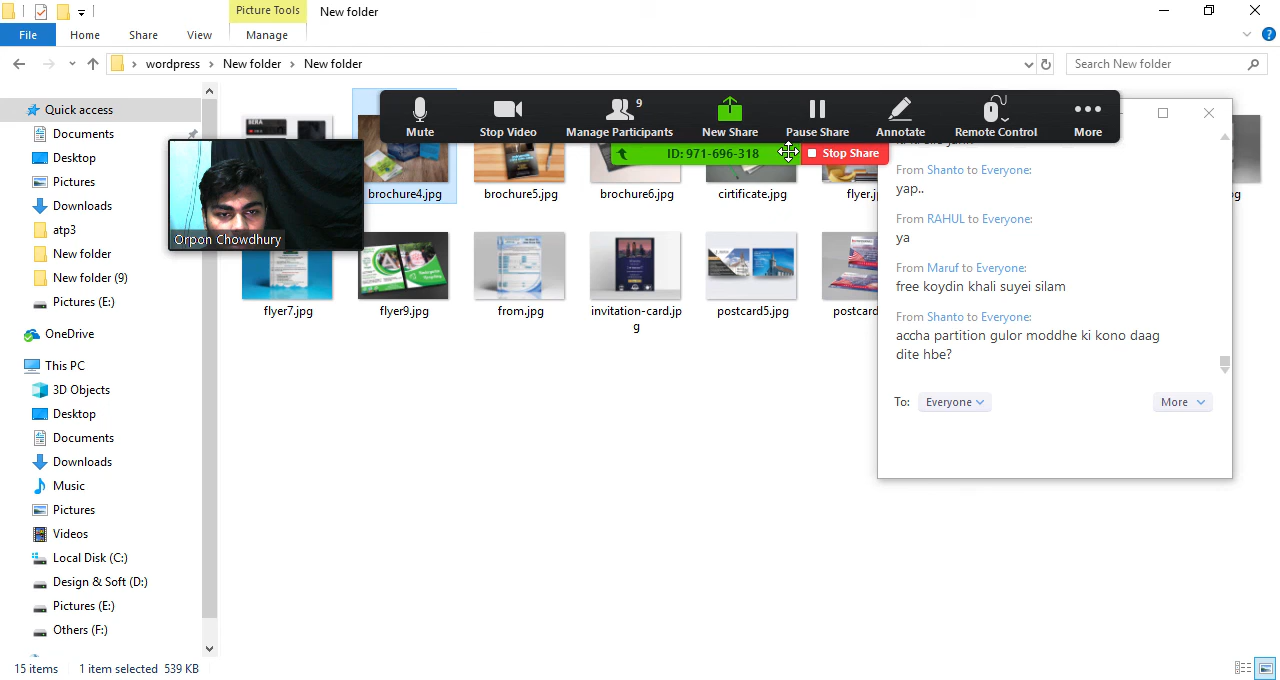 Picture Tools
New folder
File
Home
Share
View
Manage
wordpress
New folder
New folder
Search New folder
Mute
Stop Video
Manage Participants
9
New Share
Pause Share
Annotate
Remote Control
More
ID: 971-696-318
Stop Share
Quick access
Documents
Desktop
Pictures
Downloads
atp3
New folder
New folder (9)
Pictures (E:)
OneDrive
This PC
3D Objects
Desktop
Documents
Downloads
Music
Pictures
Videos
Local Disk (C:)
Design & Soft (D:)
Pictures (E:)
Others (F:)
Orpon Chowdhury
brochure4.jpg
brochure5.jpg
brochure6.jpg
cirtificate.jpg
flyer.j
flyer7.jpg
flyer9.jpg
from.jpg
invitation-card.jp
g
postcard5.jpg
postcard
From Shanto to Everyone:
yap..
From RAHUL to Everyone:
ya
From Maruf to Everyone:
free koydin khali suyei silam
From Shanto to Everyone:
accha partition gulor moddhe ki kono daag
dite hbe?
To: Everyone
More
15 items
1 item selected 539 KB